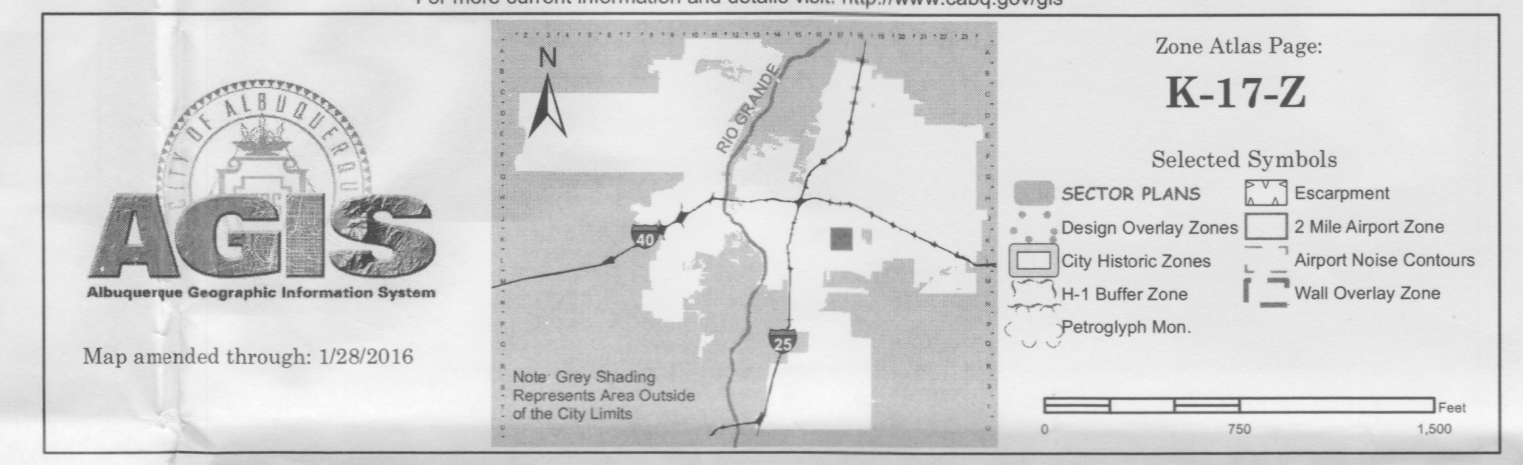 For more current information and details visit: http://www.cabq.gov/gis
CITY OF ALBUQUERQUE
AGIS
Albuquerque Geographic Information System
Map amended through: 1/28/2016
N
RIO GRANDE
40
25
Note: Grey Shading
Represents Area Outside
of the City Limits
Zone Atlas Page:
K-17-Z
Selected Symbols
SECTOR PLANS
Design Overlay Zones
City Historic Zones
H-1 Buffer Zone
Petroglyph Mon.
Escarpment
2 Mile Airport Zone
Airport Noise Contours
Wall Overlay Zone
Feet
0 750 1,500